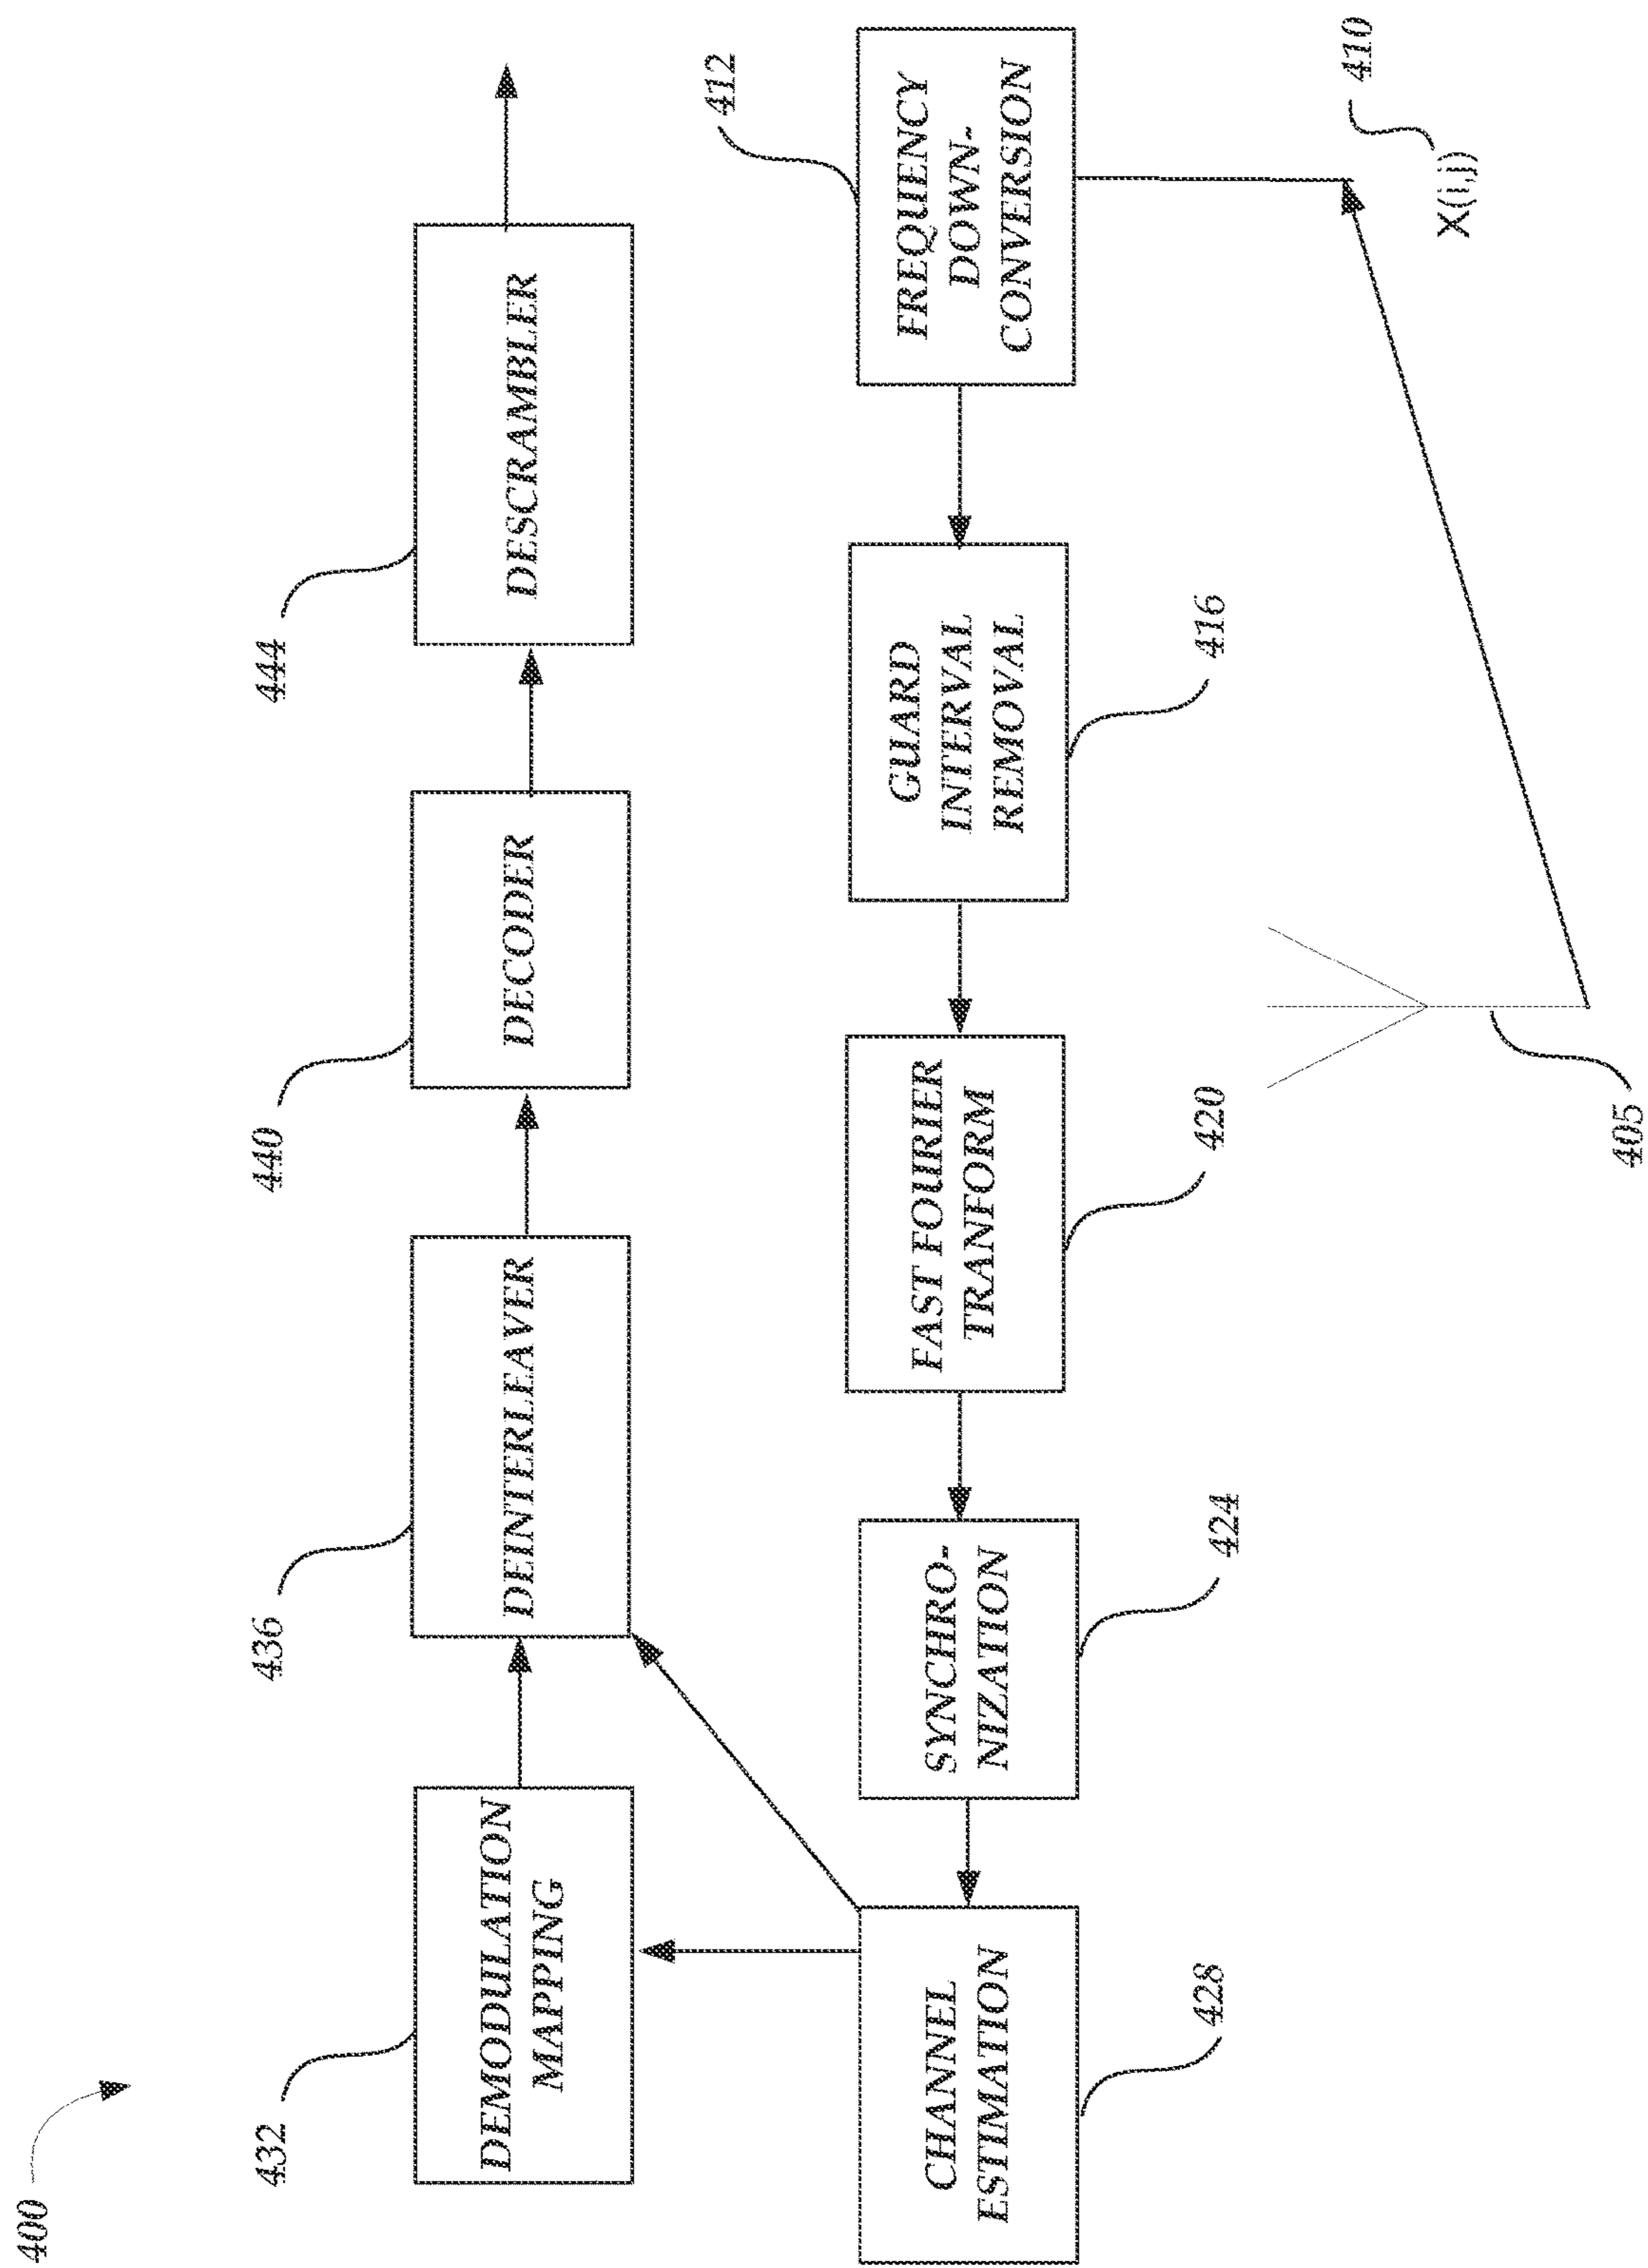 400
432
DEMODULATION
MAPPING
436
DEINTERLEAVER
440
DECODER
444
DESCRAMBLER
CHANNEL
ESTIMATION
428
SYNCHRO-
NIZATION
424
FAST FOURIER
TRANFORM
420
GUARD
INTERVAL
REMOVAL
416
412
FREQUENCY
DOWN-
CONVERSION
405
X(i,j)
410